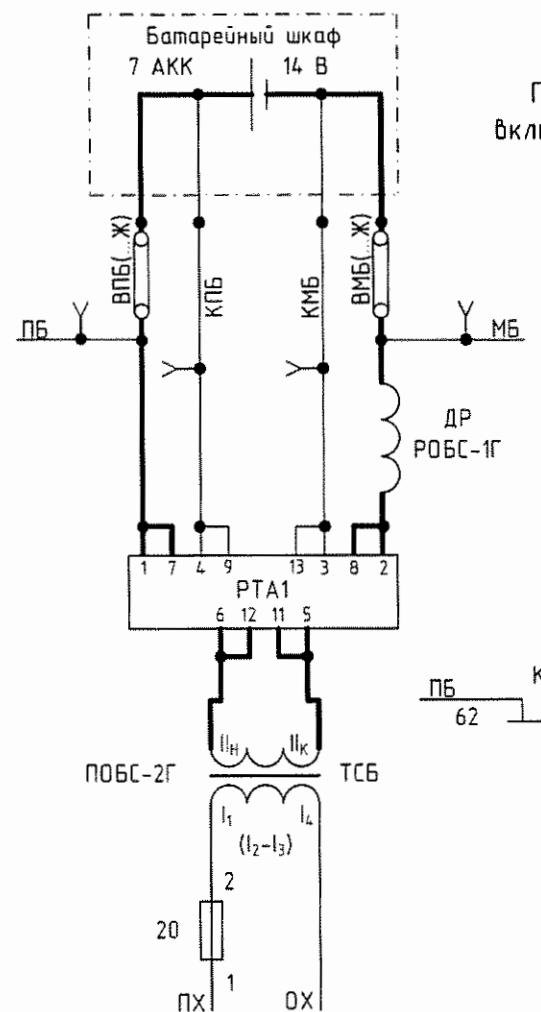 Батарейный шкаф
7 АКК 14 В
Г
вкл
ВПБ(...Ж)
КПБ
КМБ
ВМБ(...Ж)
ПБ
МБ
ДР
РОБС-1Г
1 7 4 9 13 3 8 2
РТА1
6 12 11 5
К
ПБ
62
IIн IIк
ПОБС-2Г ТСБ
I₁ I₄
(I₂-I₃)
2
20
1
ПХ ОХ